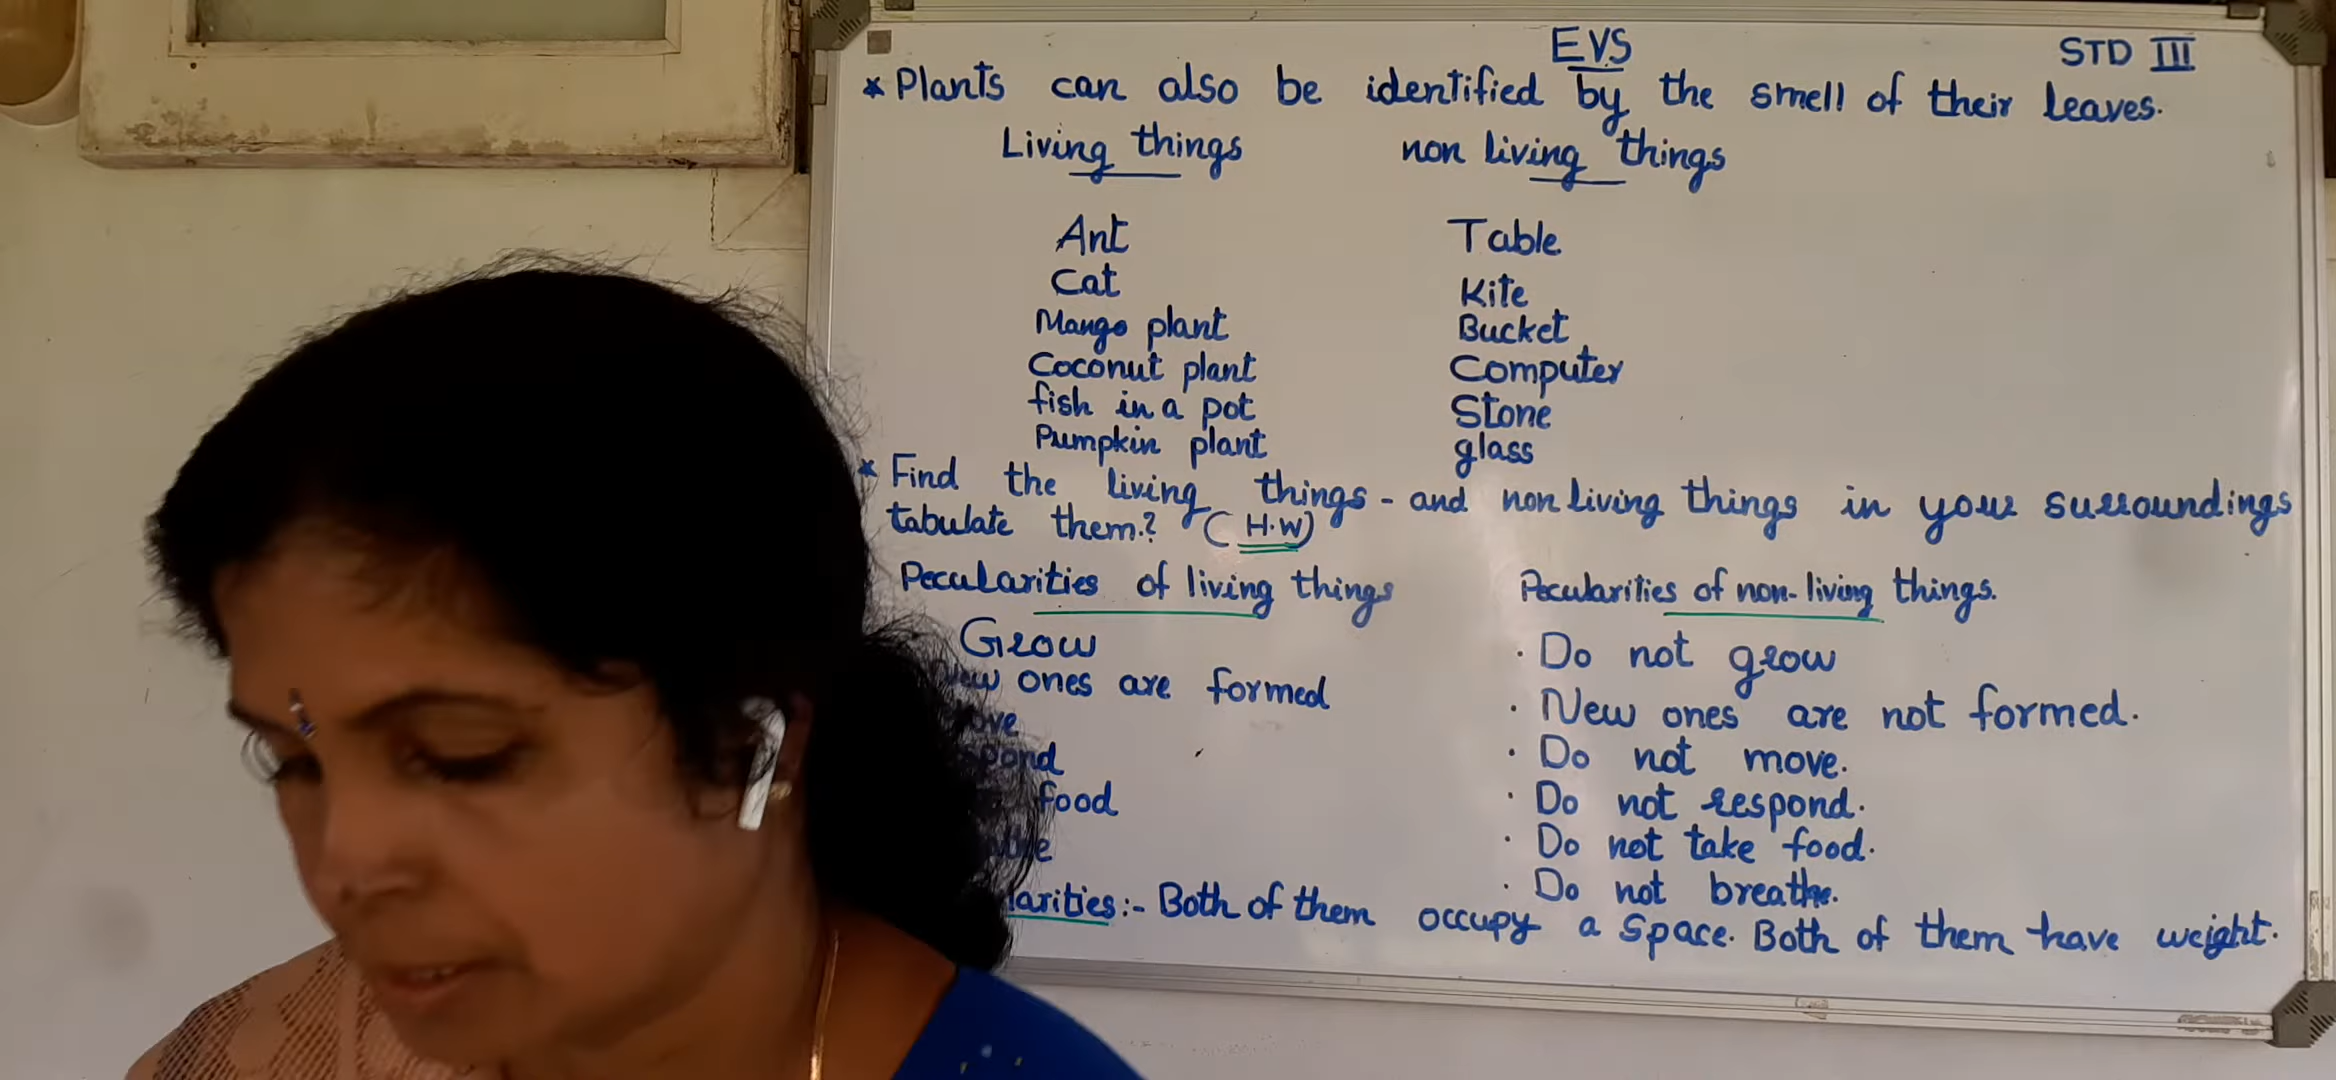 EVS
STD III
* Plants can also be identified by the smell of their leaves.
Living things non living things
Ant Table
Cat Kite
Mango plant Bucket
Coconut plant Computer
fish in a pot Stone
Pumpkin plant glass
* Find the living things - and non living things in your surroundings
tabulate them.? (H.W)
Pecularities of living things Pecularities of non-living things.
Grow · Do not grow
ones are formed · New ones are not formed.
· Do not move.
· Do not respond.
food · Do not take food.
· Do not breathe.
:- Both of them occupy a Space. Both of them have weight.